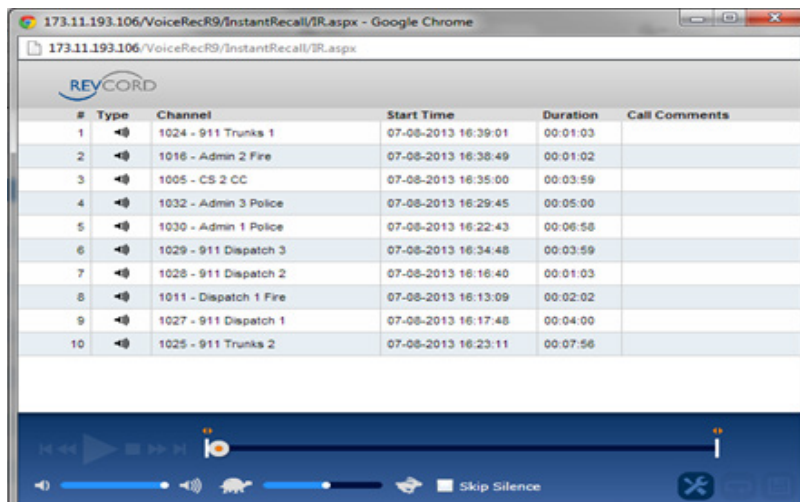 173.11.193.106/VoiceRecR9/InstantRecall/IR.aspx - Google Chrome
173.11.193.106/VoiceRecR9/InstantRecall/IR.aspx
REVCORD
# Type Channel Start Time Duration Call Comments
1 1024 - 911 Trunks 1 07-08-2013 16:39:01 00:01:03
2 1016 - Admin 2 Fire 07-08-2013 16:38:49 00:01:02
3 1005 - CS 2 CC 07-08-2013 16:35:00 00:03:59
4 1032 - Admin 3 Police 07-08-2013 16:29:45 00:05:00
5 1030 - Admin 1 Police 07-08-2013 16:22:43 00:06:58
6 1029 - 911 Dispatch 3 07-08-2013 16:34:48 00:03:59
7 1028 - 911 Dispatch 2 07-08-2013 16:16:40 00:01:03
8 1011 - Dispatch 1 Fire 07-08-2013 16:13:09 00:02:02
9 1027 - 911 Dispatch 1 07-08-2013 16:17:48 00:04:00
10 1025 - 911 Trunks 2 07-08-2013 16:23:11 00:07:56
Skip Silence